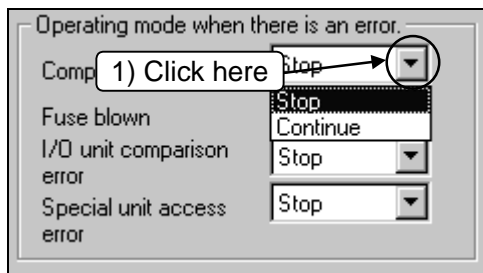 Operating mode when there is an error.
Comp
1) Click here
Stop
Stop
Continue
Fuse blown
I/O unit comparison
error
Stop
Special unit access
error
Stop